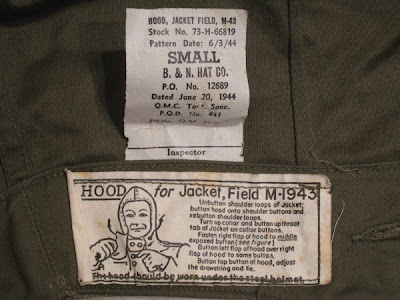 HOOD, JACKET FIELD, M-43
Stock No. 73-H-66819
Pattern Date: 6/3/44
SMALL
B. & N. HAT CO.
P.O. No. 12689
Dated June 20, 1944
Q.M.C. Tent. Spec.
P.Q.D. No. 441
Inspector
HOOD for Jacket, Field M-1943
Unbutton shoulder loops of Jacket;
button hood onto shoulder buttons and
rebutton shoulder loops.
Turn up collar and button up throat
tab of Jacket on collar buttons.
Fasten right flap of hood to middle
exposed button (see figure)
Button left flap of hood over right
flap of hood to same button.
Button top button of hood, adjust
the drawstring and tie.
The hood should be worn under the steel helmet.